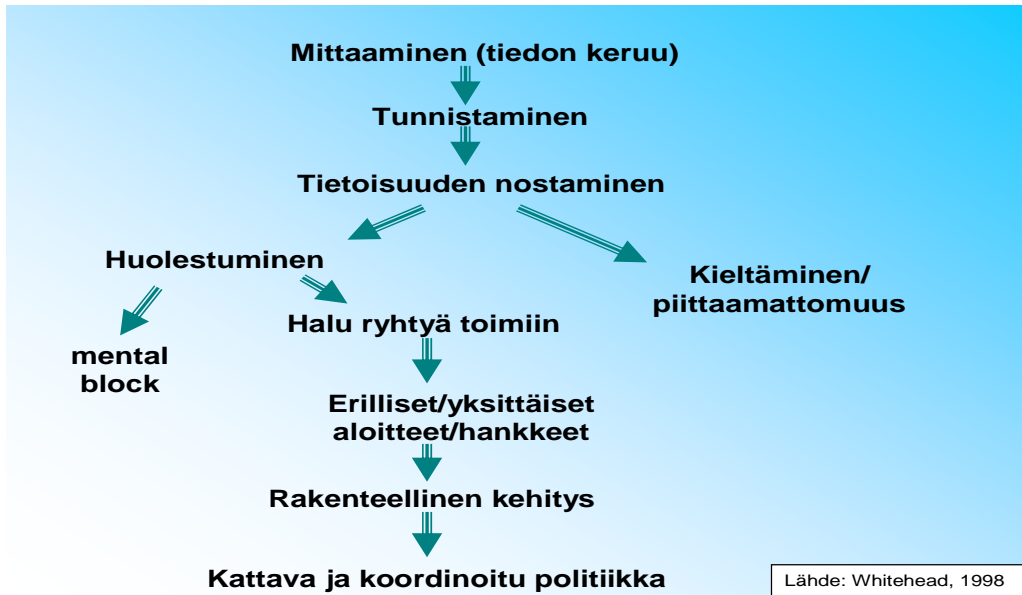 Mittaaminen (tiedon keruu)
Tunnistaminen
Tietoisuuden nostaminen
Huolestuminen
Kieltäminen/
piittaamattomuus
Halu ryhtyä toimiin
mental
block
Erilliset/yksittäiset
aloitteet/hankkeet
Rakenteellinen kehitys
Kattava ja koordinoitu politiikka
Lähde: Whitehead, 1998